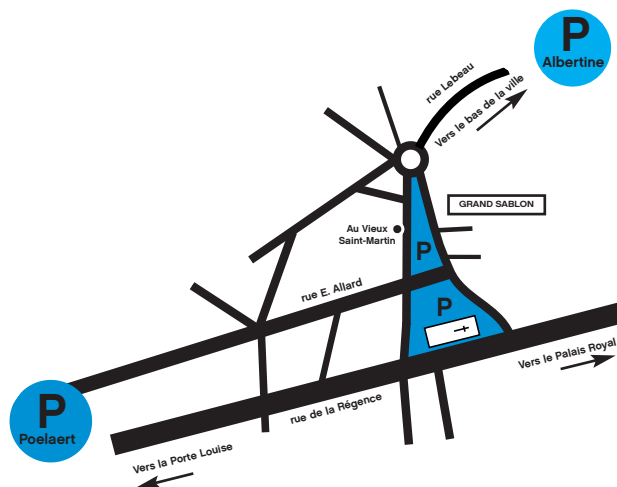 P
Albertine
rue Lebeau
Vers le bas de la ville
GRAND SABLON
Au Vieux
Saint-Martin
P
rue E. Allard
P
Vers le Palais Royal
P
Poelaert
rue de la Régence
Vers la Porte Louise